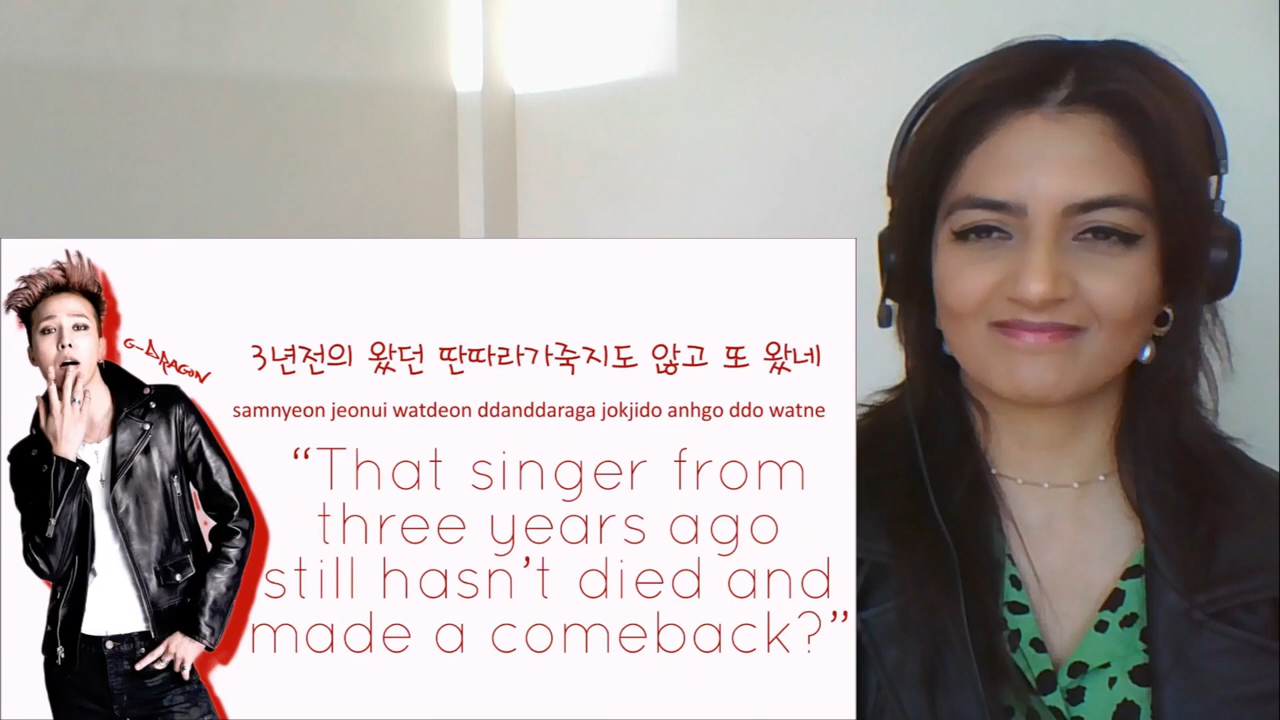 G-DRAGON
3년전의 왔던 딴따라가죽지도 않고 또 왔네
samnyeon jeonui watdeon ddanddaraga jokjido anhgo ddo watne
“That singer from
three years ago
still hasn’t died and
made a comeback?”